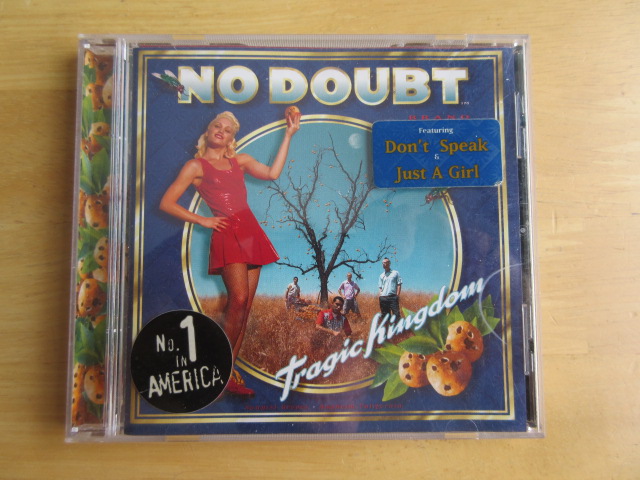 NO DOUBT
Featuring
Don't Speak
&
Just A Girl
Tragic Kingdom
No. 1
IN
AMERICA